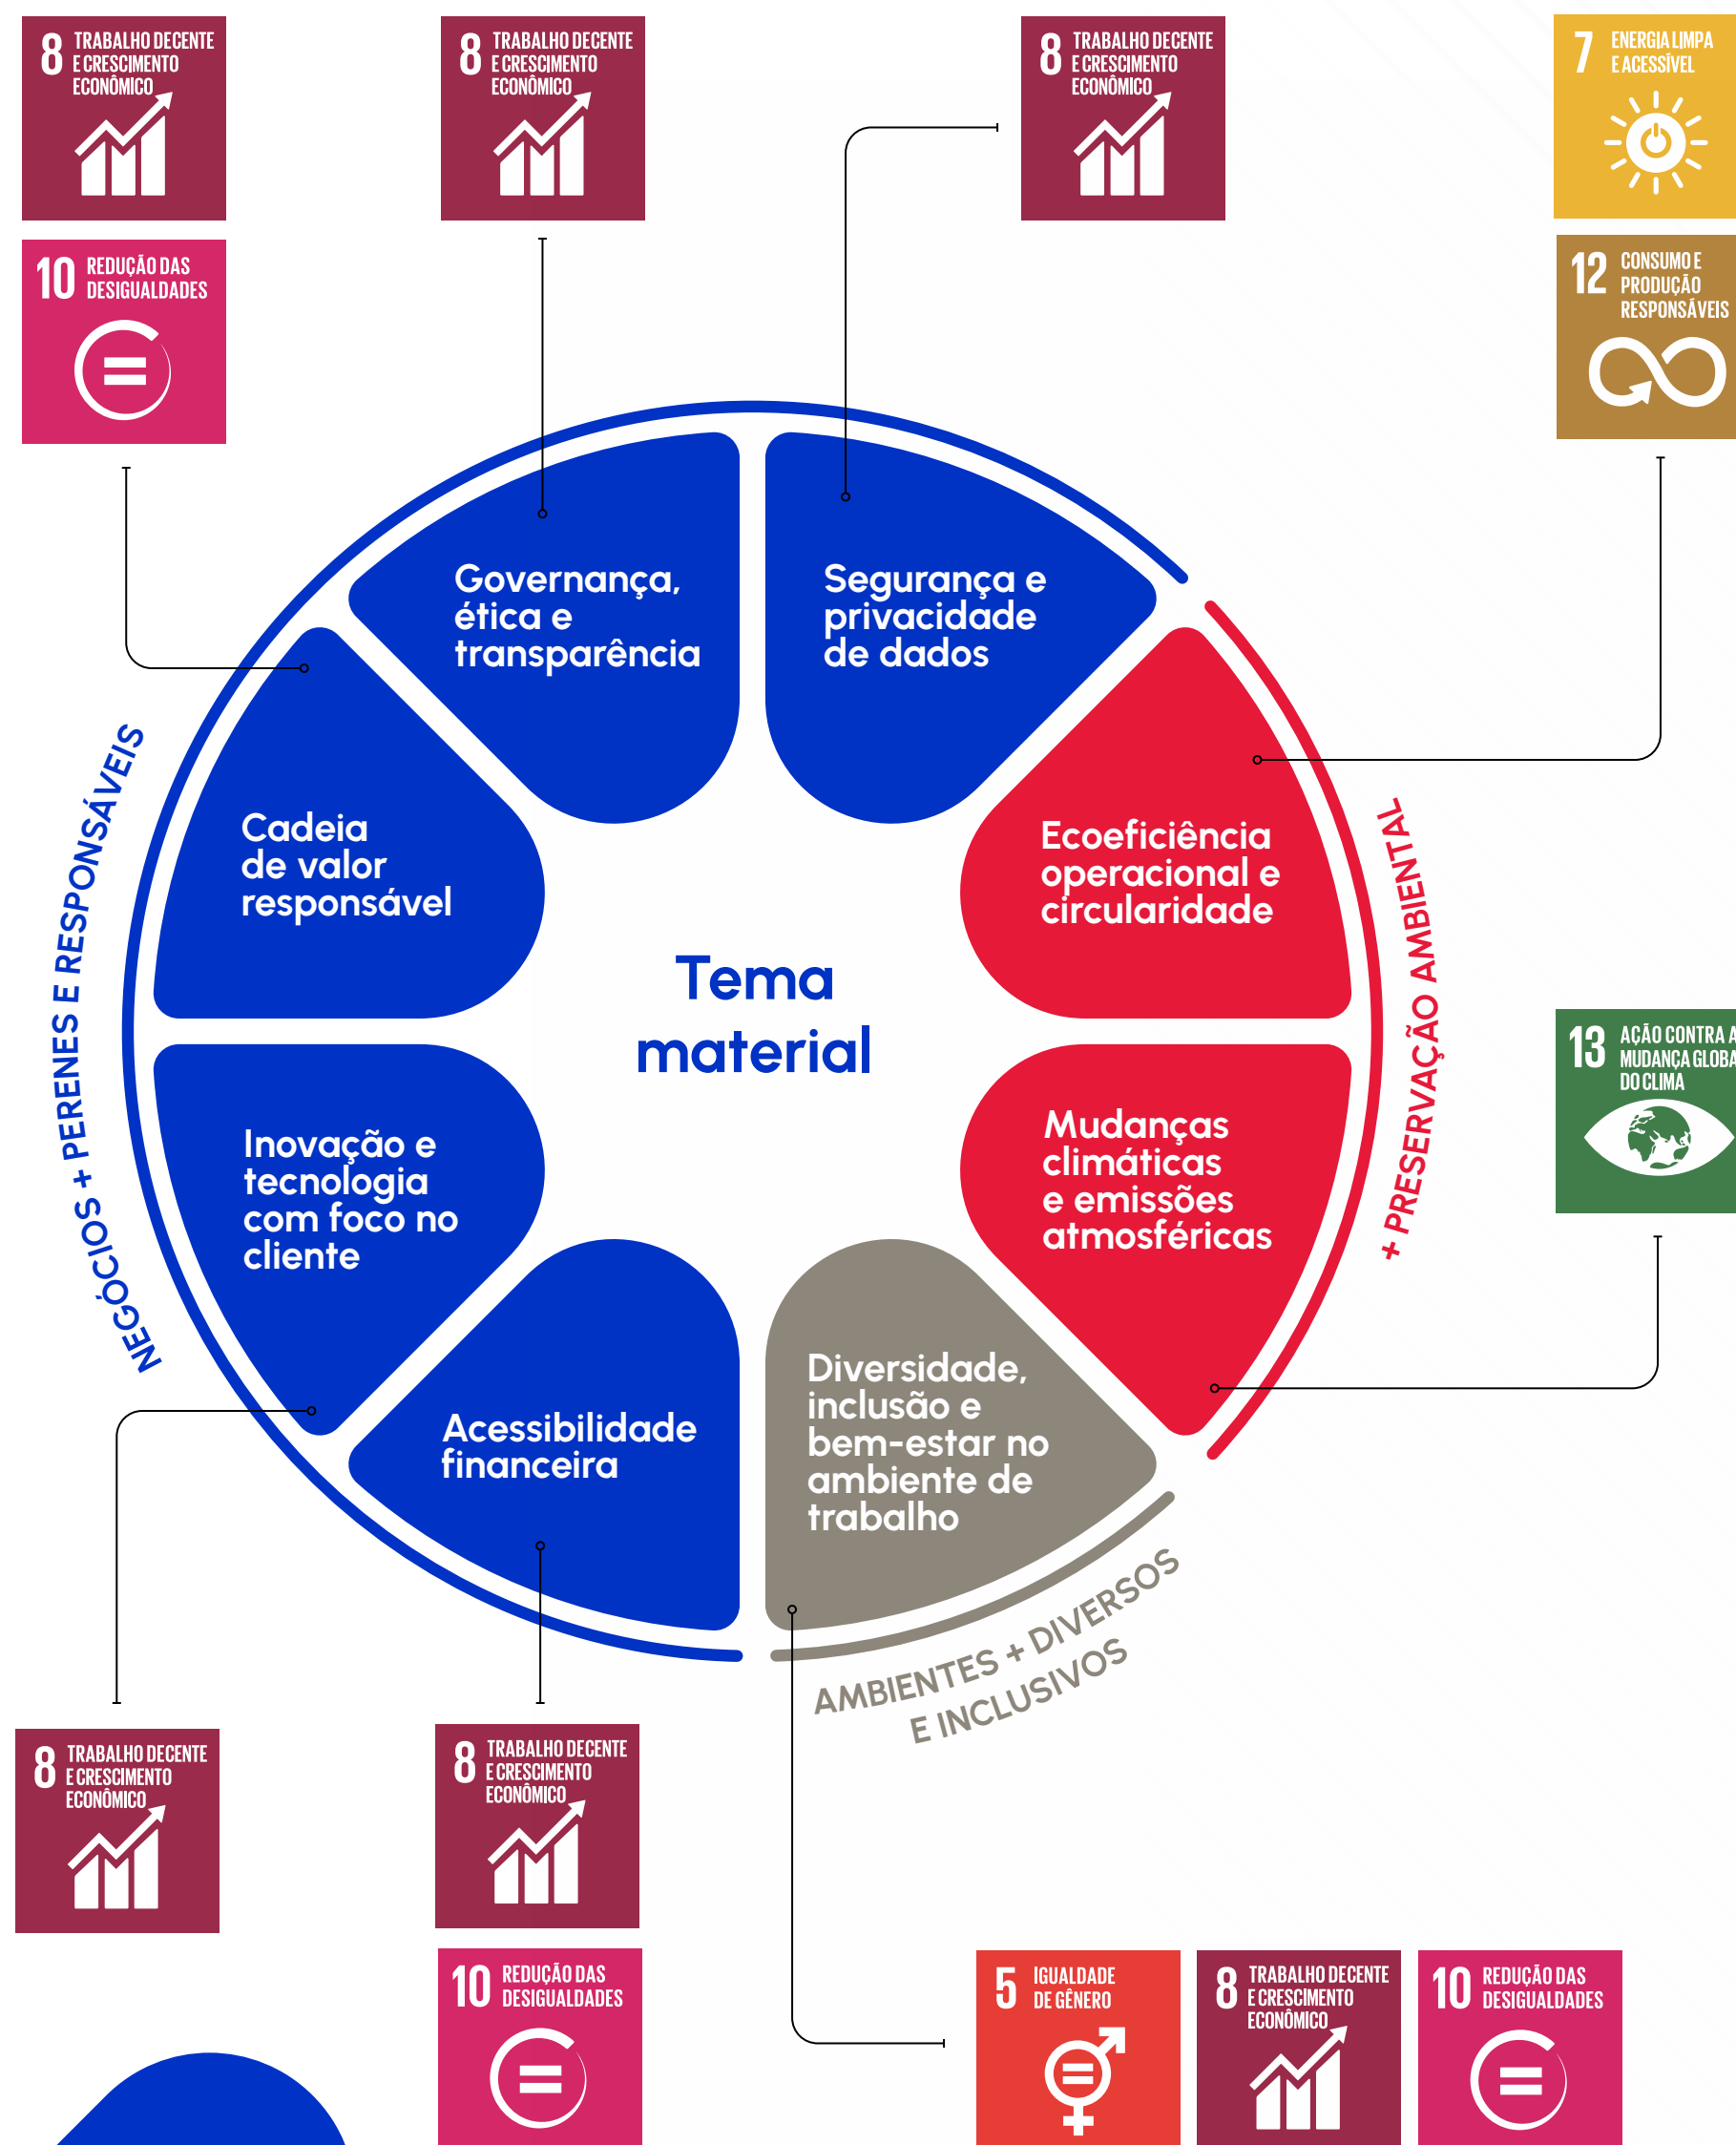 8 TRABALHO DECENTE
E CRESCIMENTO
ECONÔMICO
8 TRABALHO DECENTE
E CRESCIMENTO
ECONÔMICO
8 TRABALHO DECENTE
E CRESCIMENTO
ECONÔMICO
7 ENERGIA LIMPA
E ACESSÍVEL
10 REDUÇÃO DAS
DESIGUALDADES
12 CONSUMO E
PRODUÇÃO
RESPONSÁVEIS
Governança,
ética e
transparência
Segurança e
privacidade
de dados
Cadeia
de valor
responsável
Ecoeficiência
operacional e
circularidade
NEGÓCIOS + PERENES E RESPONSÁVEIS
Tema
material
+ PRESERVAÇÃO AMBIENTAL
13 AÇÃO CONTRA A
MUDANÇA GLOBA
DO CLIMA
Inovação e
tecnologia
com foco no
cliente
Mudanças
climáticas
e emissões
atmosféricas
Acessibilidade
financeira
Diversidade,
inclusão e
bem-estar no
ambiente de
trabalho
AMBIENTES + DIVERSOS
E INCLUSIVOS
8 TRABALHO DECENTE
E CRESCIMENTO
ECONÔMICO
8 TRABALHO DECENTE
E CRESCIMENTO
ECONÔMICO
10 REDUÇÃO DAS
DESIGUALDADES
5 IGUALDADE
DE GÊNERO
8 TRABALHO DECENTE
E CRESCIMENTO
ECONÔMICO
10 REDUÇÃO DAS
DESIGUALDADES